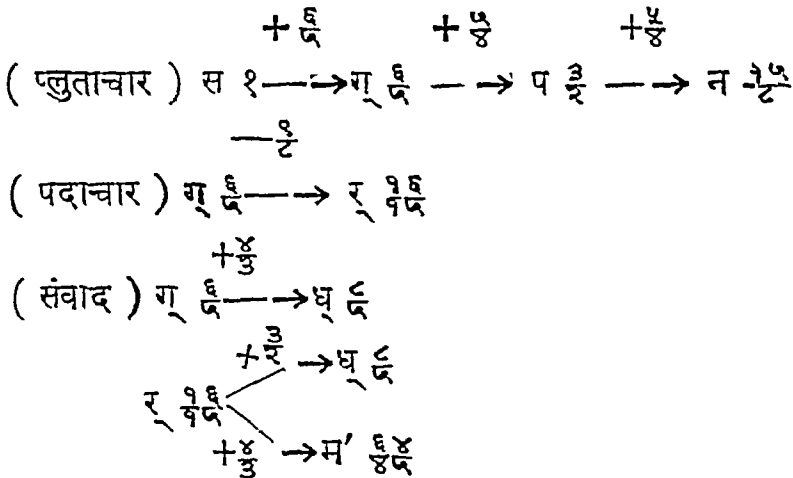 + ६/५ + ५/४ + ५/४
( प्लुताचार ) स १ —→ ग् ६/५ —→ प ३/२ —→ न १५/८
— ९/८
( पदाचार ) ग् ६/५ —→ र् १६/१५
+ ४/३
( संवाद ) ग् ६/५ —→ ध् ८/५
+ ३/२ → ध् ८/५
र् १६/१५
+ ४/३ → म' ६४/४५